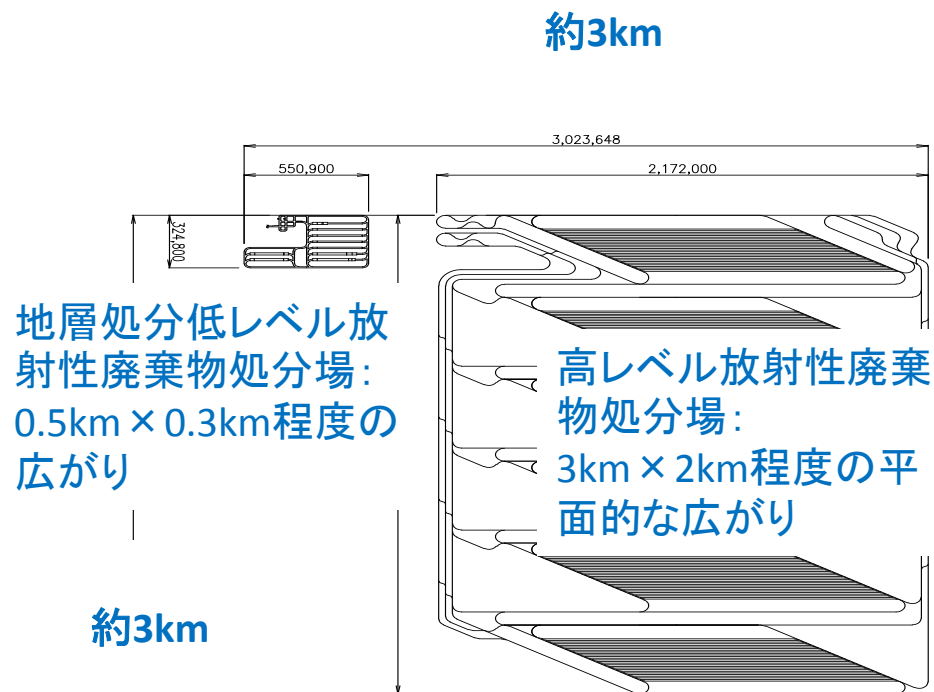 約3km
3,023,648
550,900
2,172,000
324,800
地層処分低レベル放
射性廃棄物処分場：
0.5km×0.3km程度の
広がり
高レベル放射性廃棄
物処分場：
3km×2km程度の平
面的な広がり
約3km